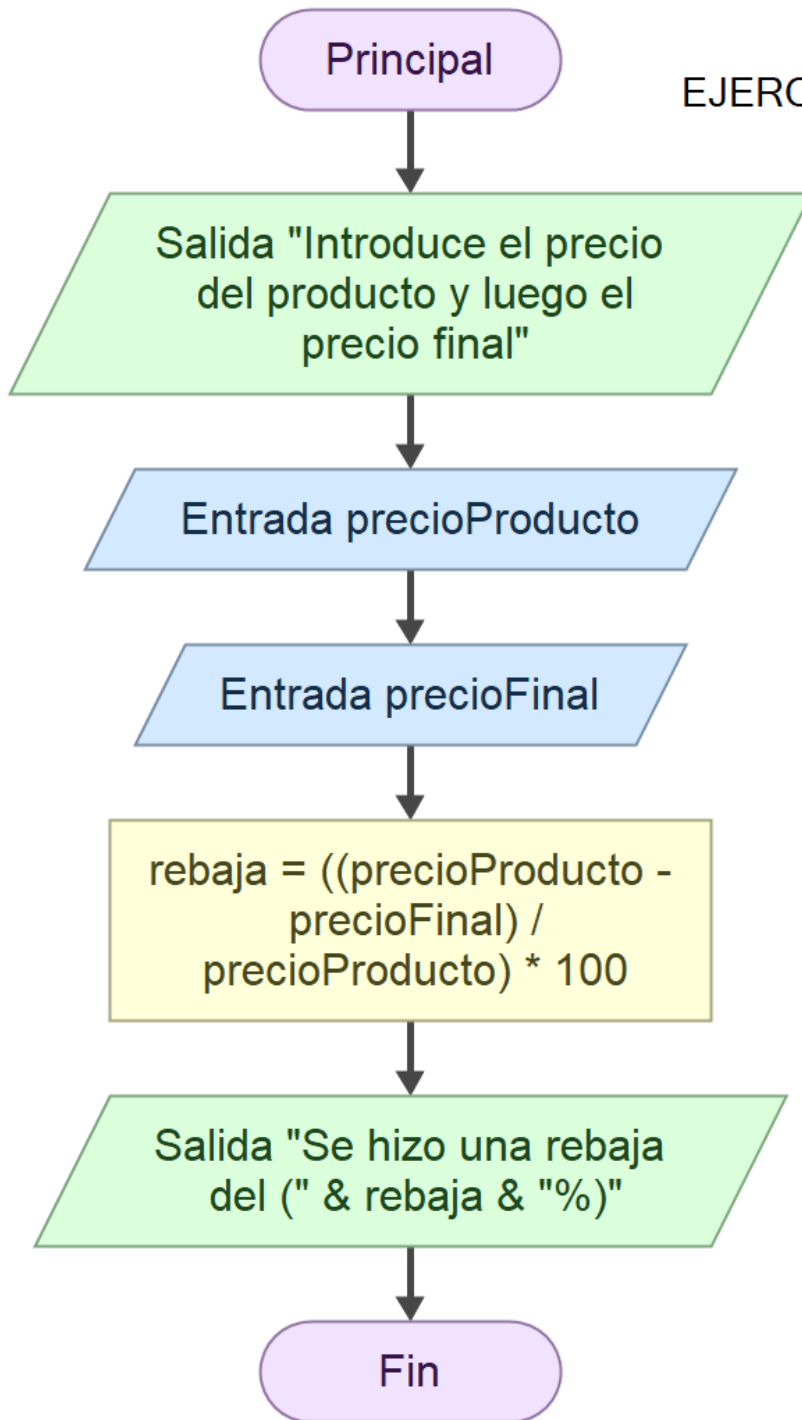 Principal
EJERC
Salida "Introduce el precio
del producto y luego el
precio final"
Entrada precioProducto
Entrada precioFinal
rebaja = ((precioProducto -
precioFinal) /
precioProducto) * 100
Salida "Se hizo una rebaja
del (" & rebaja & "%)"
Fin